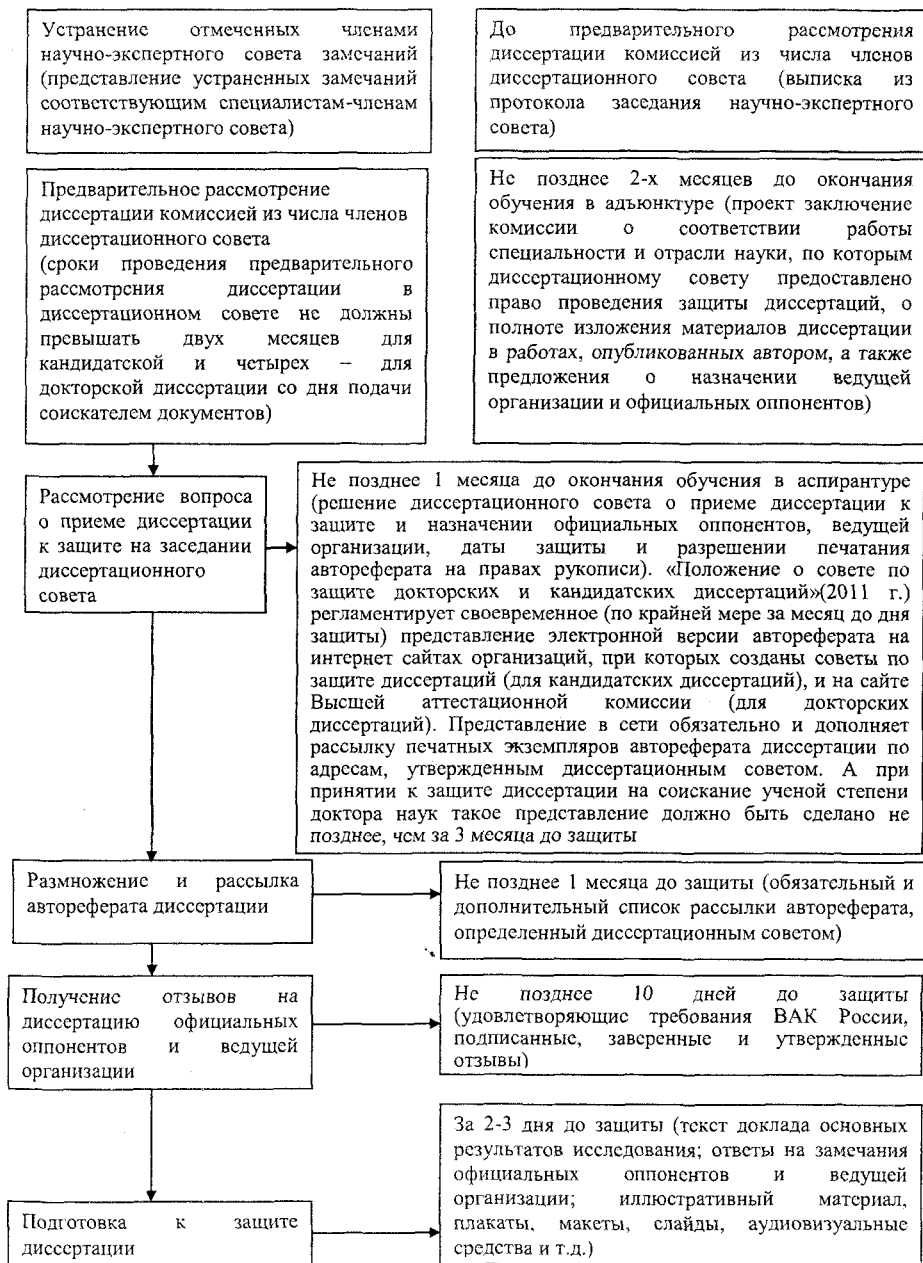 Устранение отмеченных членами
научно-экспертного совета замечаний
(представление устраненных замечаний
соответствующим специалистам-членам
научно-экспертного совета)
До предварительного рассмотрения
диссертации комиссией из числа членов
диссертационного совета (выписка из
протокола заседания научно-экспертного
совета)
Предварительное рассмотрение
диссертации комиссией из числа членов
диссертационного совета
(сроки проведения предварительного
рассмотрения диссертации в
диссертационном совете не должны
превышать двух месяцев для
кандидатской и четырех – для
докторской диссертации со дня подачи
соискателем документов)
Не позднее 2-х месяцев до окончания
обучения в адъюнктуре (проект заключение
комиссии о соответствии работы
специальности и отрасли науки, по которым
диссертационному совету предоставлено
право проведения защиты диссертаций, о
полноте изложения материалов диссертации
в работах, опубликованных автором, а также
предложения о назначении ведущей
организации и официальных оппонентов)
Рассмотрение вопроса
о приеме диссертации
к защите на заседании
диссертационного
совета
Не позднее 1 месяца до окончания обучения в аспирантуре
(решение диссертационного совета о приеме диссертации к
защите и назначении официальных оппонентов, ведущей
организации, даты защиты и разрешении печатания
автореферата на правах рукописи). «Положение о совете по
защите докторских и кандидатских диссертаций»(2011 г.)
регламентирует своевременное (по крайней мере за месяц до дня
защиты) представление электронной версии автореферата на
интернет сайтах организаций, при которых созданы советы по
защите диссертаций (для кандидатских диссертаций), и на сайте
Высшей аттестационной комиссии (для докторских
диссертаций). Представление в сети обязательно и дополняет
рассылку печатных экземпляров автореферата диссертации по
адресам, утвержденным диссертационным советом. А при
принятии к защите диссертации на соискание ученой степени
доктора наук такое представление должно быть сделано не
позднее, чем за 3 месяца до защиты
Размножение и рассылка
автореферата диссертации
Не позднее 1 месяца до защиты (обязательный и
дополнительный список рассылки автореферата,
определенный диссертационным советом)
Получение отзывов на
диссертацию официальных
оппонентов и ведущей
организации
Не позднее 10 дней до защиты
(удовлетворяющие требования ВАК России,
подписанные, заверенные и утвержденные
отзывы)
Подготовка к защите
диссертации
За 2-3 дня до защиты (текст доклада основных
результатов исследования; ответы на замечания
официальных оппонентов и ведущей
организации; иллюстративный материал,
плакаты, макеты, слайды, аудиовизуальные
средства и т.д.)